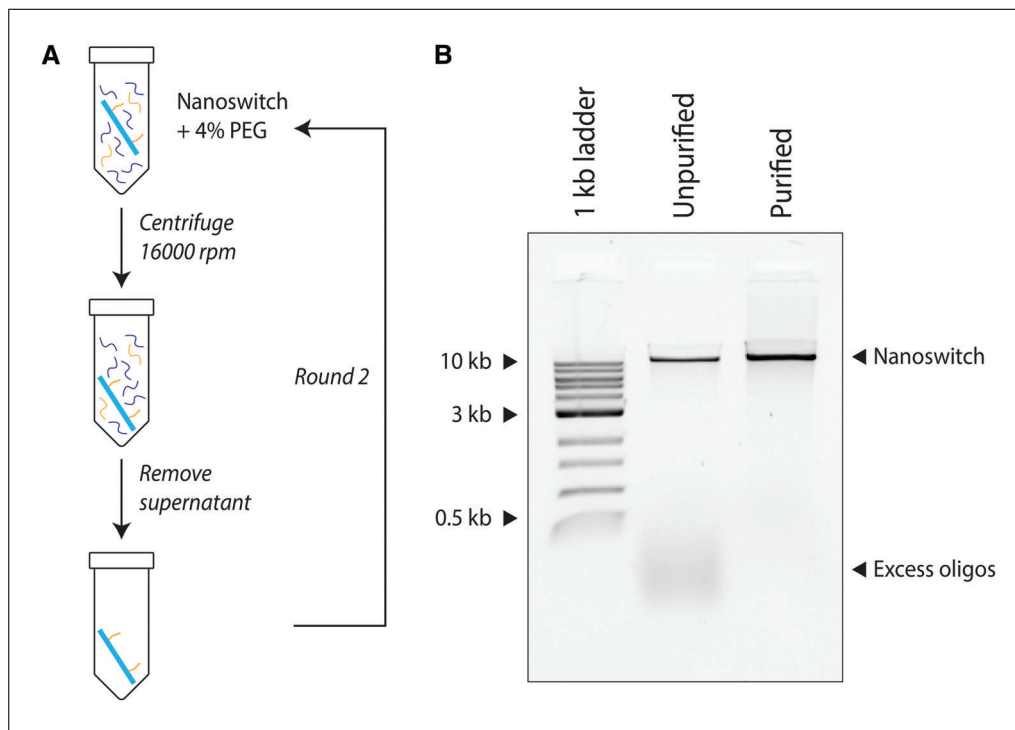 A
Nanoswitch
+ 4% PEG
Centrifuge
16000 rpm
Remove
supernatant
Round 2
B
1 kb ladder
Unpurified
Purified
10 kb ►
3 kb ►
0.5 kb ►
◄ Nanoswitch
◄ Excess oligos